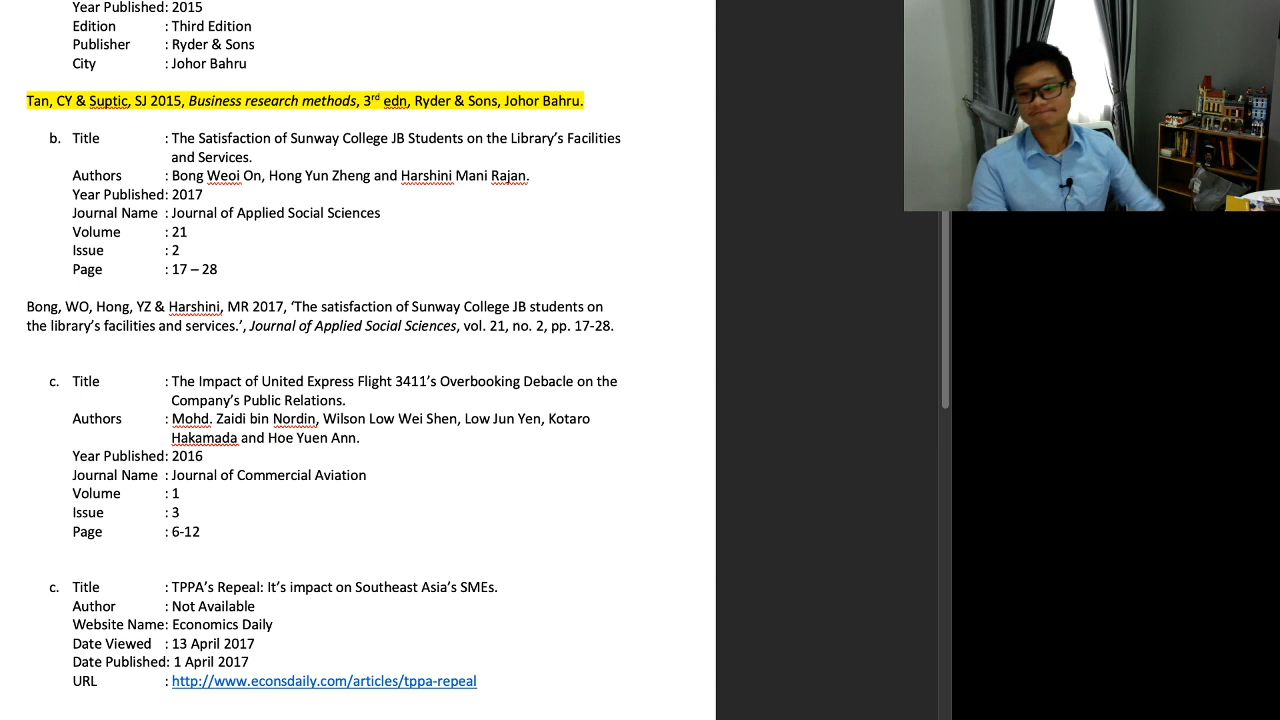 Year Published: 2015
Edition : Third Edition
Publisher : Ryder & Sons
City : Johor Bahru
Tan, CY & Suptic, SJ 2015, Business research methods, 3rd edn, Ryder & Sons, Johor Bahru.
b. Title : The Satisfaction of Sunway College JB Students on the Library’s Facilities
and Services.
Authors : Bong Weoi On, Hong Yun Zheng and Harshini Mani Rajan.
Year Published: 2017
Journal Name : Journal of Applied Social Sciences
Volume : 21
Issue : 2
Page : 17 – 28
Bong, WO, Hong, YZ & Harshini, MR 2017, ‘The satisfaction of Sunway College JB students on
the library’s facilities and services.’, Journal of Applied Social Sciences, vol. 21, no. 2, pp. 17-28.
c. Title : The Impact of United Express Flight 3411’s Overbooking Debacle on the
Company’s Public Relations.
Authors : Mohd. Zaidi bin Nordin, Wilson Low Wei Shen, Low Jun Yen, Kotaro
Hakamada and Hoe Yuen Ann.
Year Published: 2016
Journal Name : Journal of Commercial Aviation
Volume : 1
Issue : 3
Page : 6-12
c. Title : TPPA’s Repeal: It’s impact on Southeast Asia’s SMEs.
Author : Not Available
Website Name: Economics Daily
Date Viewed : 13 April 2017
Date Published: 1 April 2017
URL : http://www.econsdaily.com/articles/tppa-repeal